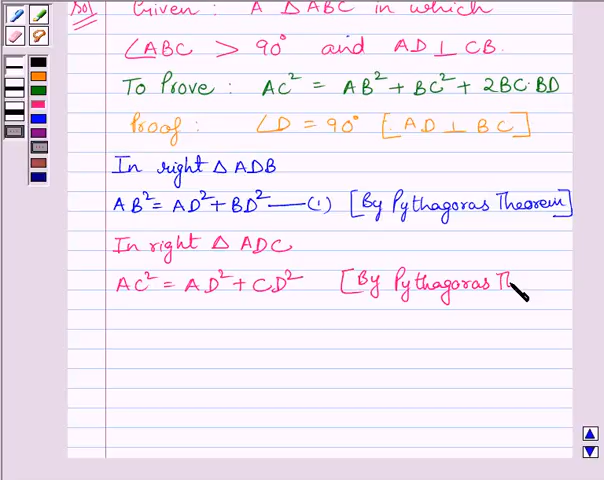 Sol Given : A △ABC in which
∠ABC > 90° and AD ⊥ CB.
To Prove : AC² = AB² + BC² + 2BC·BD
Proof : ∠D = 90° [AD ⊥ BC]
In right △ADB
AB² = AD² + BD² —(1) [By Pythagoras Theorem]
In right △ ADC
AC² = AD² + CD² [By Pythagoras Th